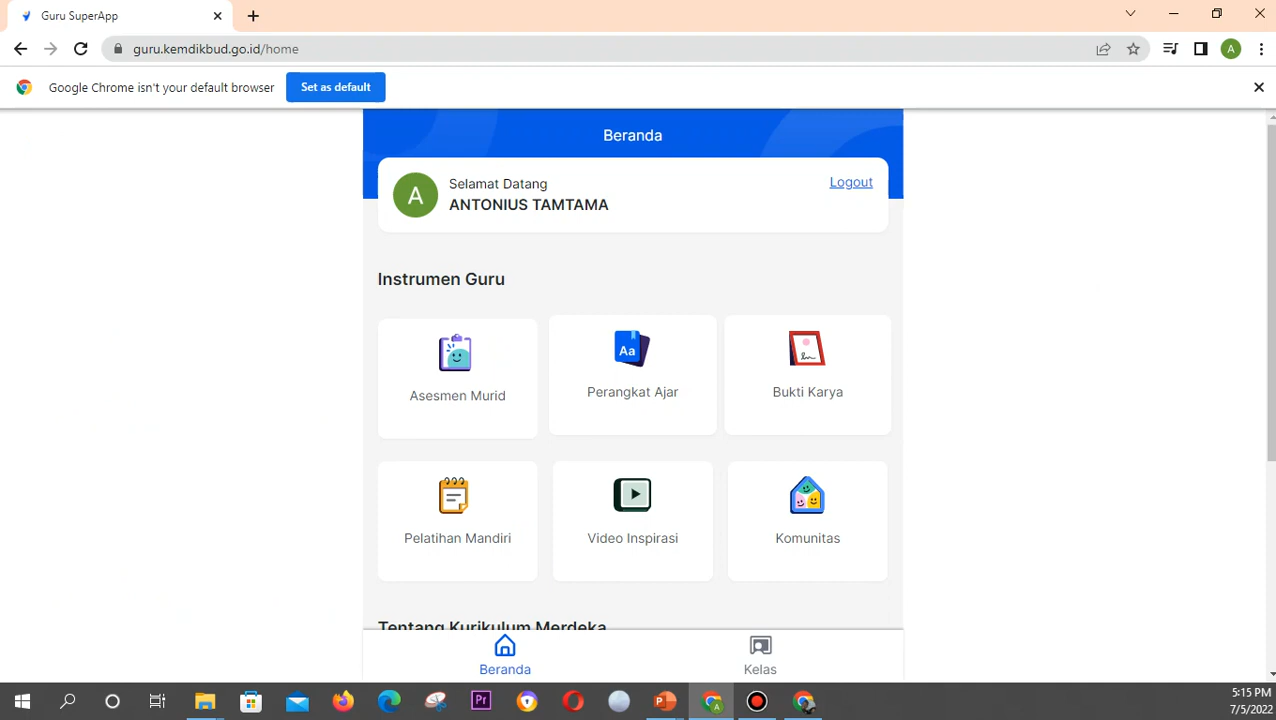 Guru SuperApp
guru.kemdikbud.go.id/home
A
Google Chrome isn't your default browser
Set as default
Beranda
A
Selamat Datang
Logout
ANTONIUS TAMTAMA
Instrumen Guru
Aa
Asesmen Murid
Perangkat Ajar
Bukti Karya
Pelatihan Mandiri
Video Inspirasi
Komunitas
Tentang Kurikulum Merdeka
Beranda
Kelas
Pr
P
A
5:15 PM
7/5/2022